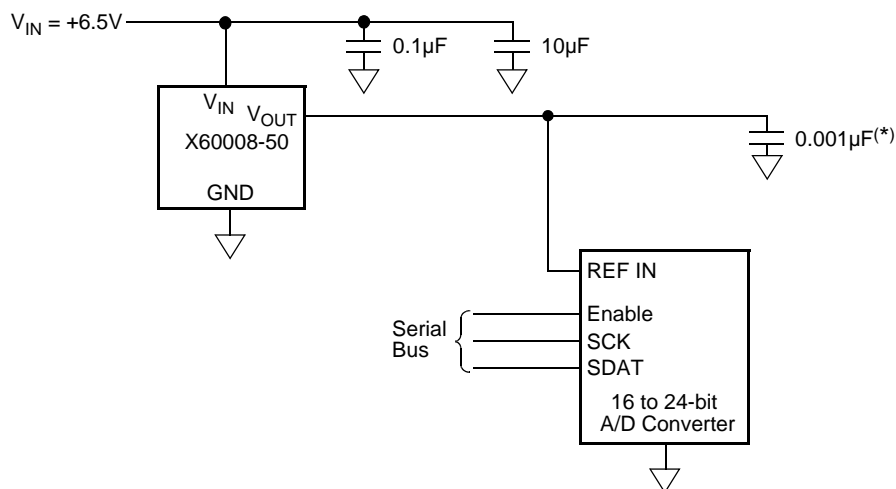 V_IN = +6.5V
0.1µF
10µF
V_IN
V_OUT
X60008-50
GND
0.001µF(*)
REF IN
Enable
SCK
SDAT
Serial
Bus
16 to 24-bit
A/D Converter